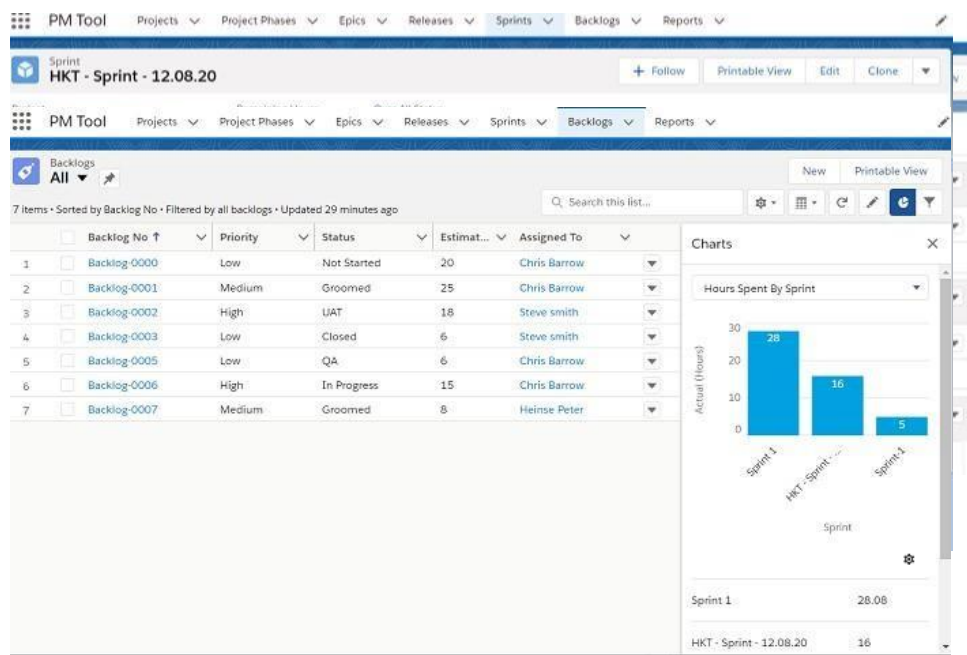 PM Tool Projects Project Phases Epics Releases Sprints Backlogs Reports
Sprint
HKT - Sprint - 12.08.20
+ Follow Printable View Edit Clone
PM Tool Projects Project Phases Epics Releases Sprints Backlogs Reports
Backlogs
All
New Printable View
7 items • Sorted by Backlog No • Filtered by all backlogs • Updated 29 minutes ago
Search this list...
Backlog No ↑ Priority Status Estimat... Assigned To
1 Backlog-0000 Low Not Started 20 Chris Barrow
2 Backlog-0001 Medium Groomed 25 Chris Barrow
3 Backlog-0002 High UAT 18 Steve smith
4 Backlog-0003 Low Closed 6 Steve smith
5 Backlog-0005 Low QA 6 Chris Barrow
6 Backlog-0006 High In Progress 15 Chris Barrow
7 Backlog-0007 Medium Groomed 8 Heinse Peter
Charts
Hours Spent By Sprint
Actual (Hours)
30
20
10
0
28
16
5
Sprint 1
HKT - Sprint - ...
Sprint-1
Sprint
Sprint 1 28.08
HKT - Sprint - 12.08.20 16